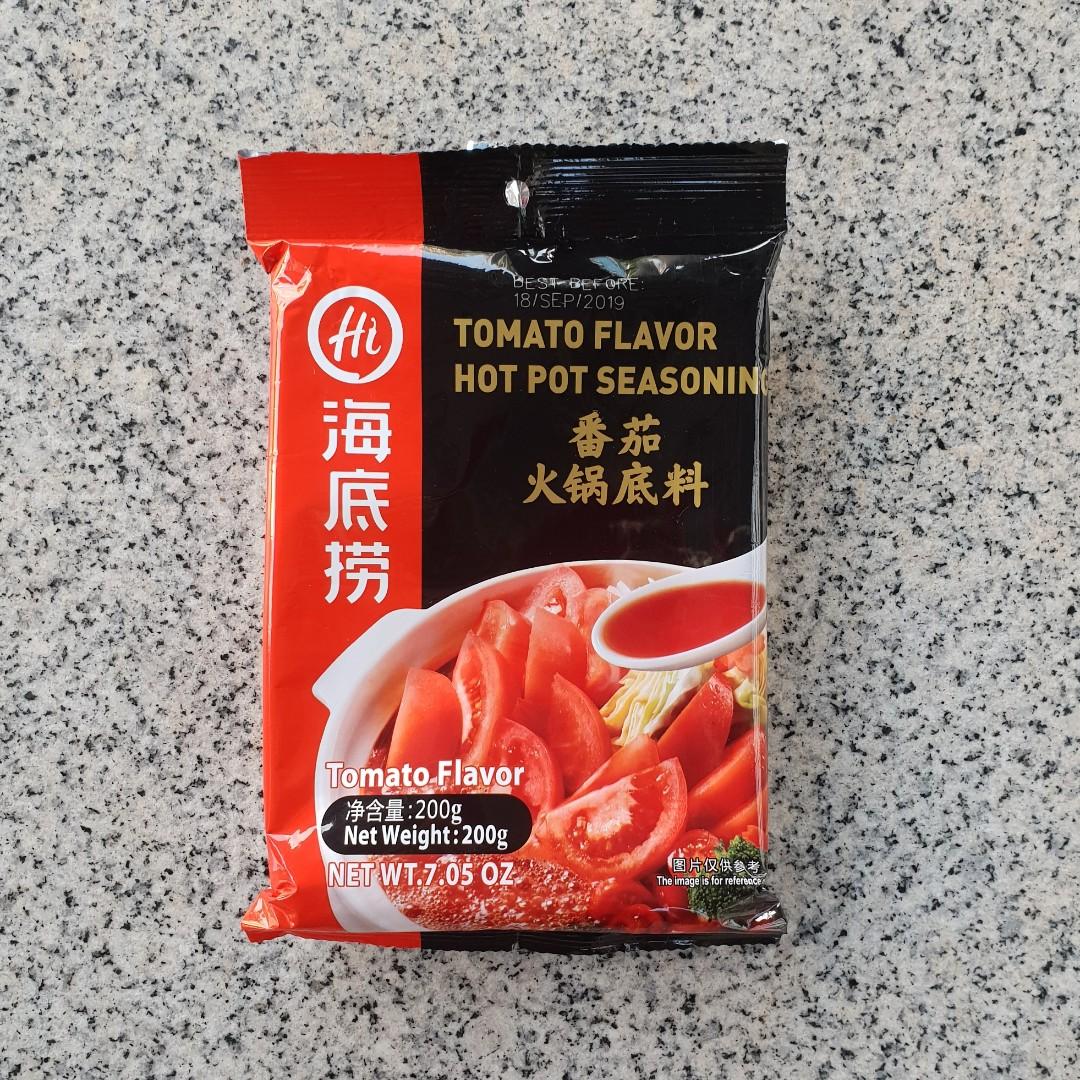 BEST BEFORE:
18/SEP/2019
TOMATO FLAVOR
HOT POT SEASONING
番茄
火锅底料
Hi
海底捞
Tomato Flavor
净含量:200g
Net Weight:200g
NET WT.7.05 OZ
图片仅供参考
The image is for reference